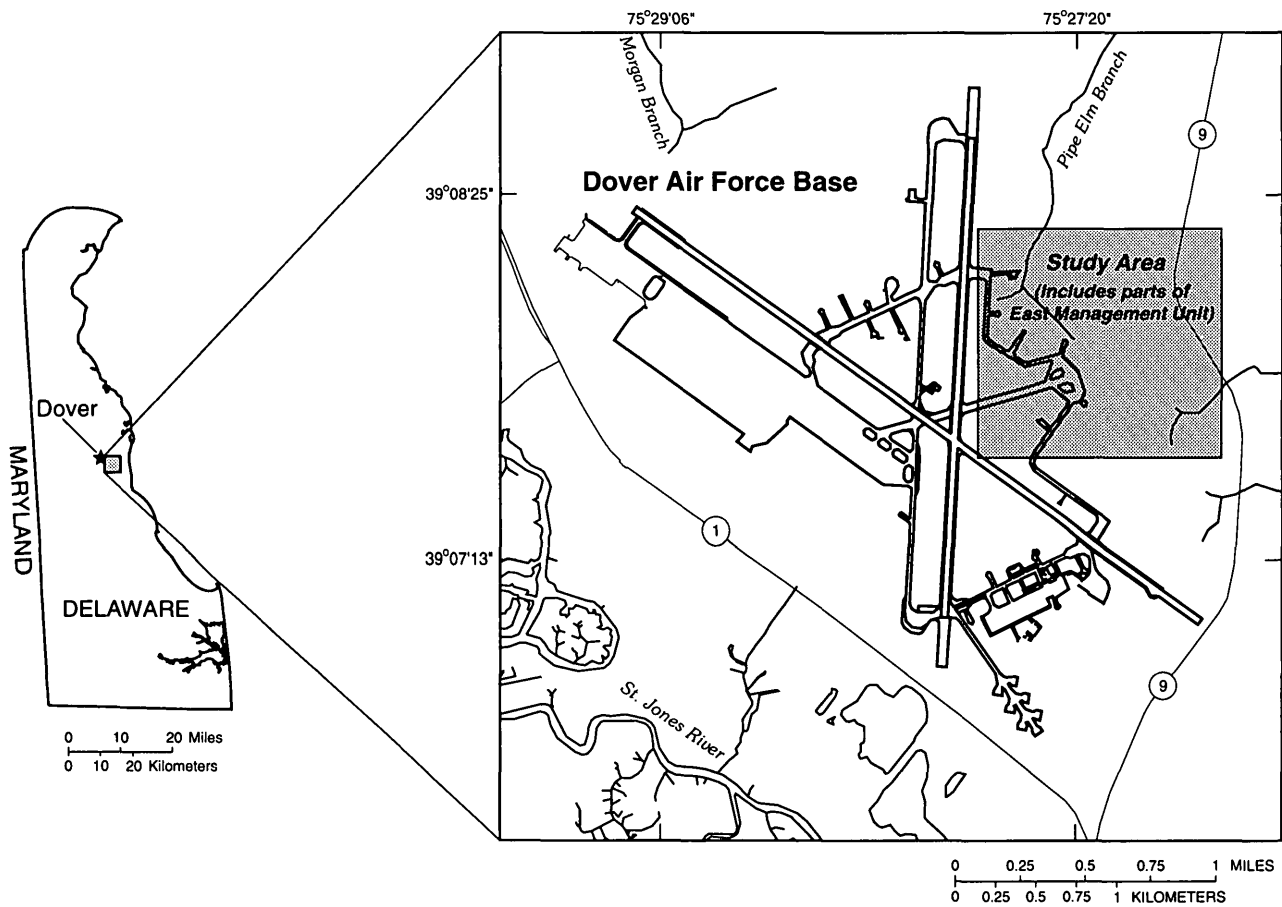 75°29'06"
75°27'20"
Morgan Branch
Pipe Elm Branch
9
Dover Air Force Base
39°08'25"
Study Area
(Includes parts of
East Management Unit)
Dover
MARYLAND
1
39°07'13"
DELAWARE
St. Jones River
9
0 10 20 Miles
0 10 20 Kilometers
0 0.25 0.5 0.75 1 MILES
0 0.25 0.5 0.75 1 KILOMETERS